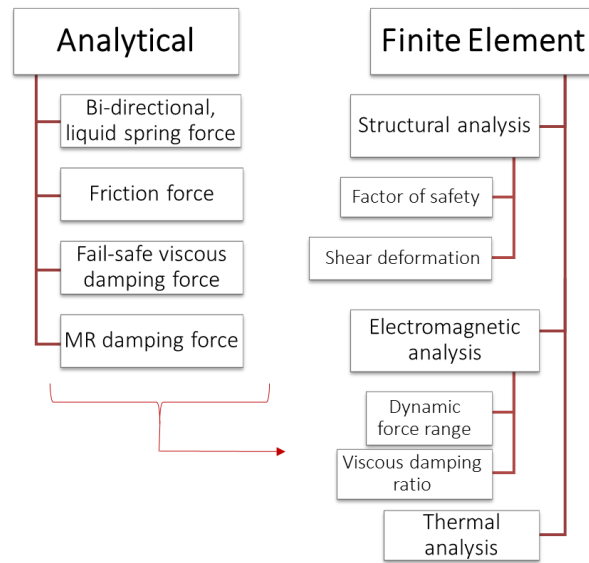 Analytical
Bi-directional,
liquid spring force
Friction force
Fail-safe viscous
damping force
MR damping force
Finite Element
Structural analysis
Factor of safety
Shear deformation
Electromagnetic
analysis
Dynamic
force range
Viscous damping
ratio
Thermal
analysis